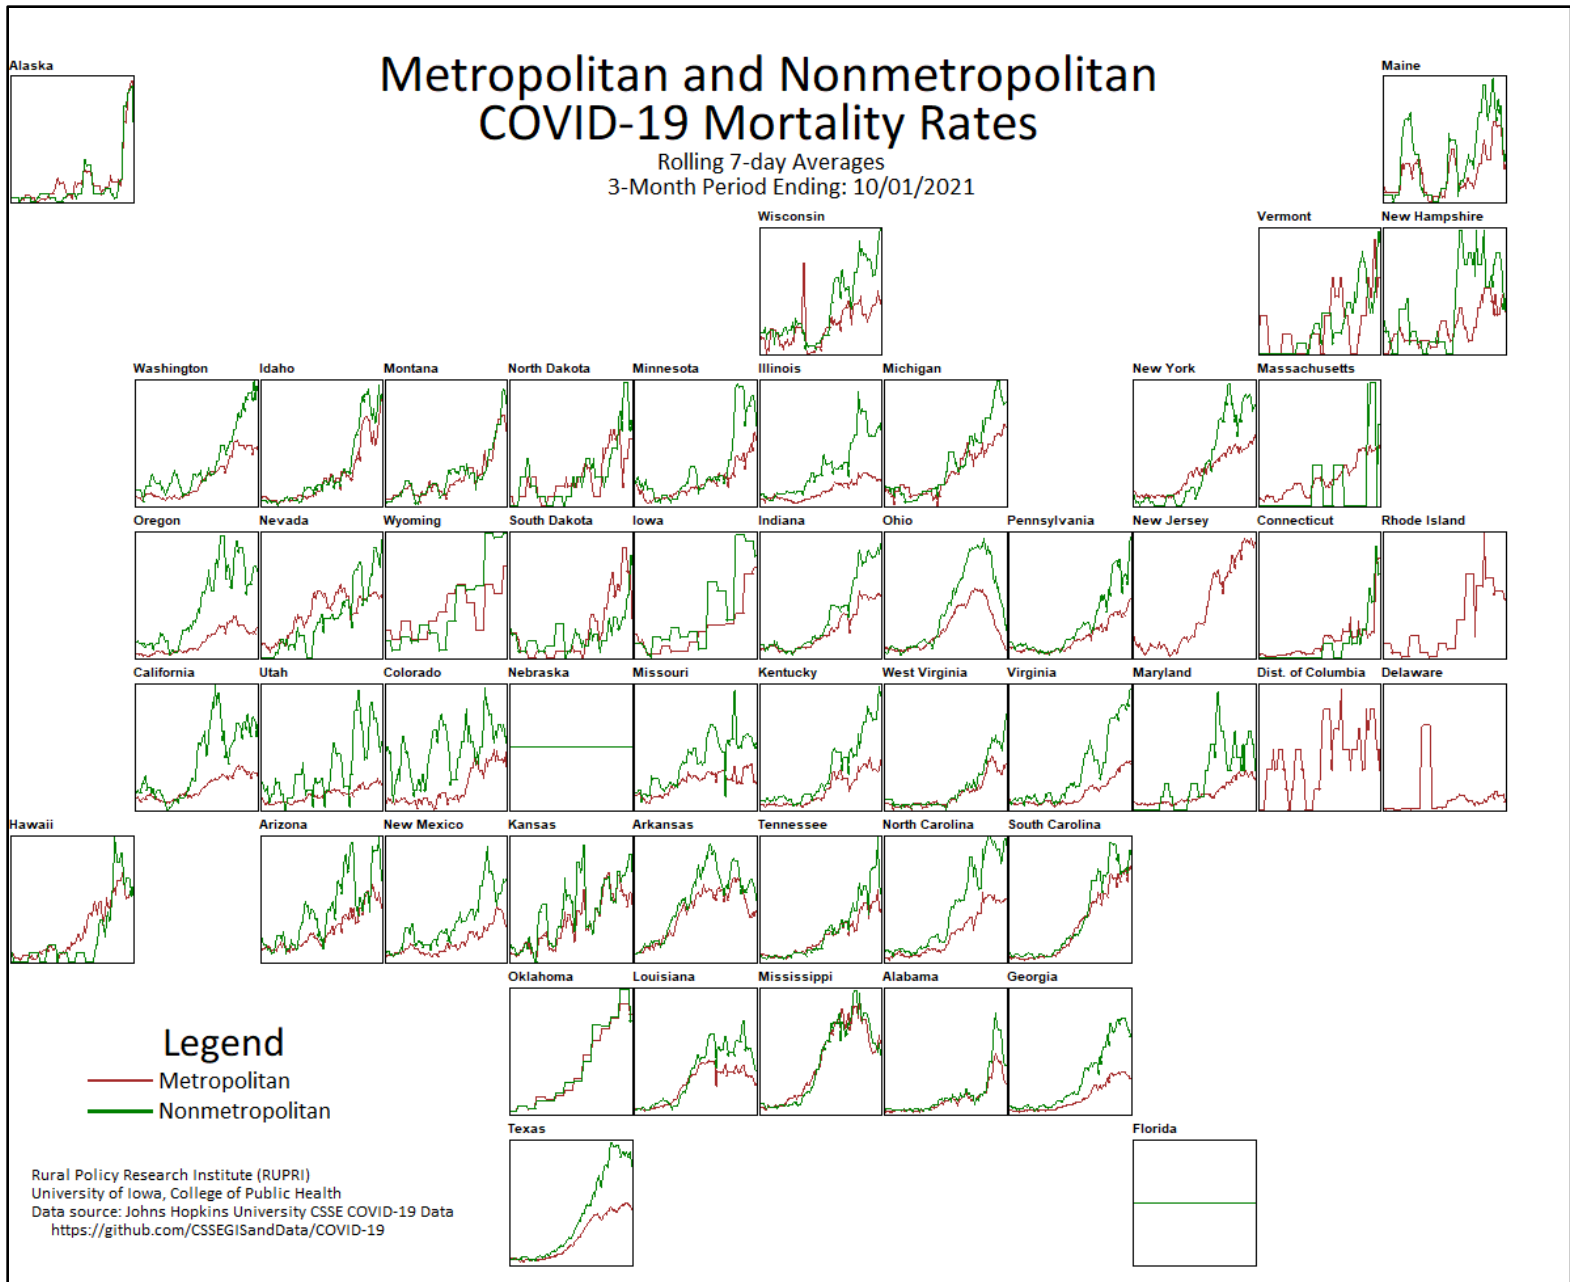 Metropolitan and Nonmetropolitan
COVID-19 Mortality Rates
Rolling 7-day Averages
3-Month Period Ending: 10/01/2021
Alaska
Maine
Wisconsin
Vermont
New Hampshire
Washington
Idaho
Montana
North Dakota
Minnesota
Illinois
Michigan
New York
Massachusetts
Oregon
Nevada
Wyoming
South Dakota
Iowa
Indiana
Ohio
Pennsylvania
New Jersey
Connecticut
Rhode Island
California
Utah
Colorado
Nebraska
Missouri
Kentucky
West Virginia
Virginia
Maryland
Dist. of Columbia
Delaware
Hawaii
Arizona
New Mexico
Kansas
Arkansas
Tennessee
North Carolina
South Carolina
Oklahoma
Louisiana
Mississippi
Alabama
Georgia
Texas
Florida
Legend
Metropolitan
Nonmetropolitan
Rural Policy Research Institute (RUPRI)
University of Iowa, College of Public Health
Data source: Johns Hopkins University CSSE COVID-19 Data
https://github.com/CSSEGISandData/COVID-19